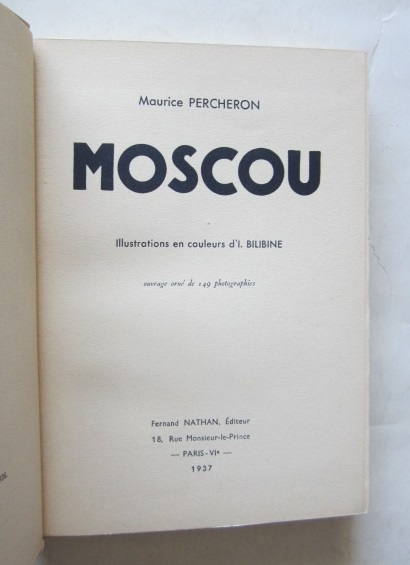 Maurice PERCHERON
MOSCOU
Illustrations en couleurs d'I. BILIBINE
ouvrage orné de 149 photographies
Fernand NATHAN, Éditeur
18, Rue Monsieur-le-Prince
— PARIS-VIe —
1937